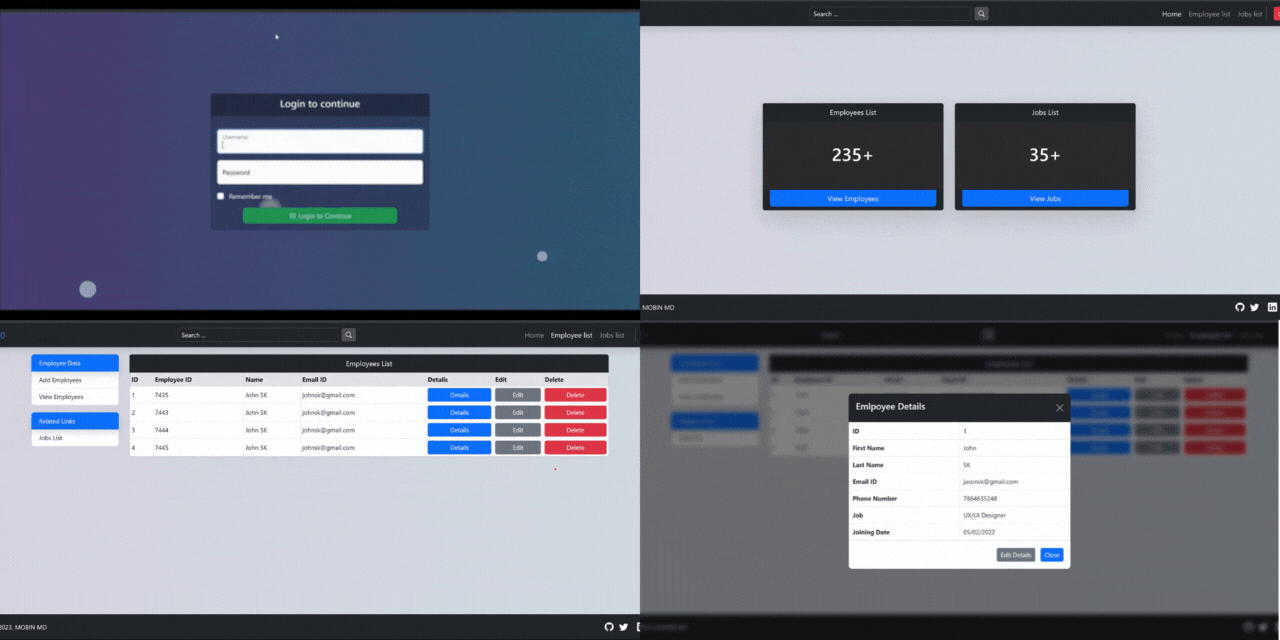 Login to continue
Username
Password
Remember me
Login to Continue
Search ...
Home Employee list Jobs list
Employees List
235+
View Employees
Jobs List
35+
View Jobs
MOBIN MD
Search ...
Home Employee list Jobs list
Employee Data
Add Employees
View Employees
Related Links
Jobs List
Employees List
ID Employee ID Name Email ID Details Edit Delete
1 7435 John SK johnsk@gmail.com Details Edit Delete
2 7443 John SK johnsk@gmail.com Details Edit Delete
3 7444 John SK johnsk@gmail.com Details Edit Delete
4 7445 John SK johnsk@gmail.com Details Edit Delete
2023, MOBIN MD
Emlpoyee Details
ID 1
First Name John
Last Name SK
Email ID jasonsk@gmail.com
Phone Number 7864635248
Job UX/UI Designer
Joining Date 05/02/2022
Edit Details Close